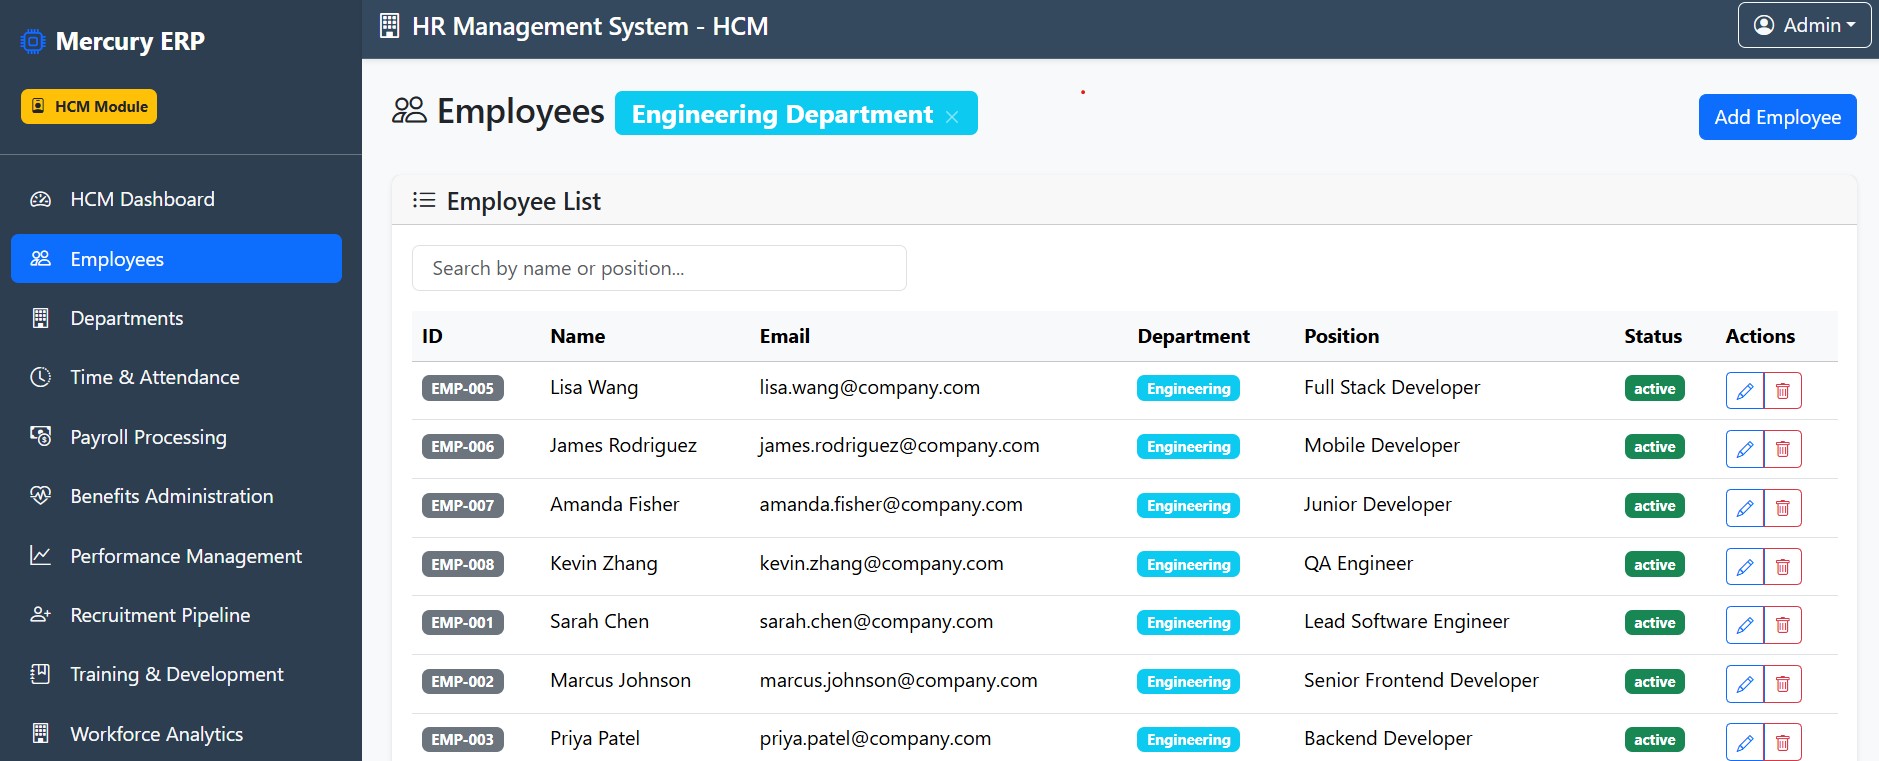 Mercury ERP
HCM Module
HCM Dashboard
Employees
Departments
Time & Attendance
Payroll Processing
Benefits Administration
Performance Management
Recruitment Pipeline
Training & Development
Workforce Analytics
HR Management System - HCM
Admin
Employees Engineering Department ×
Add Employee
Employee List
Search by name or position...
ID Name Email Department Position Status Actions
EMP-005 Lisa Wang lisa.wang@company.com Engineering Full Stack Developer active
EMP-006 James Rodriguez james.rodriguez@company.com Engineering Mobile Developer active
EMP-007 Amanda Fisher amanda.fisher@company.com Engineering Junior Developer active
EMP-008 Kevin Zhang kevin.zhang@company.com Engineering QA Engineer active
EMP-001 Sarah Chen sarah.chen@company.com Engineering Lead Software Engineer active
EMP-002 Marcus Johnson marcus.johnson@company.com Engineering Senior Frontend Developer active
EMP-003 Priya Patel priya.patel@company.com Engineering Backend Developer active